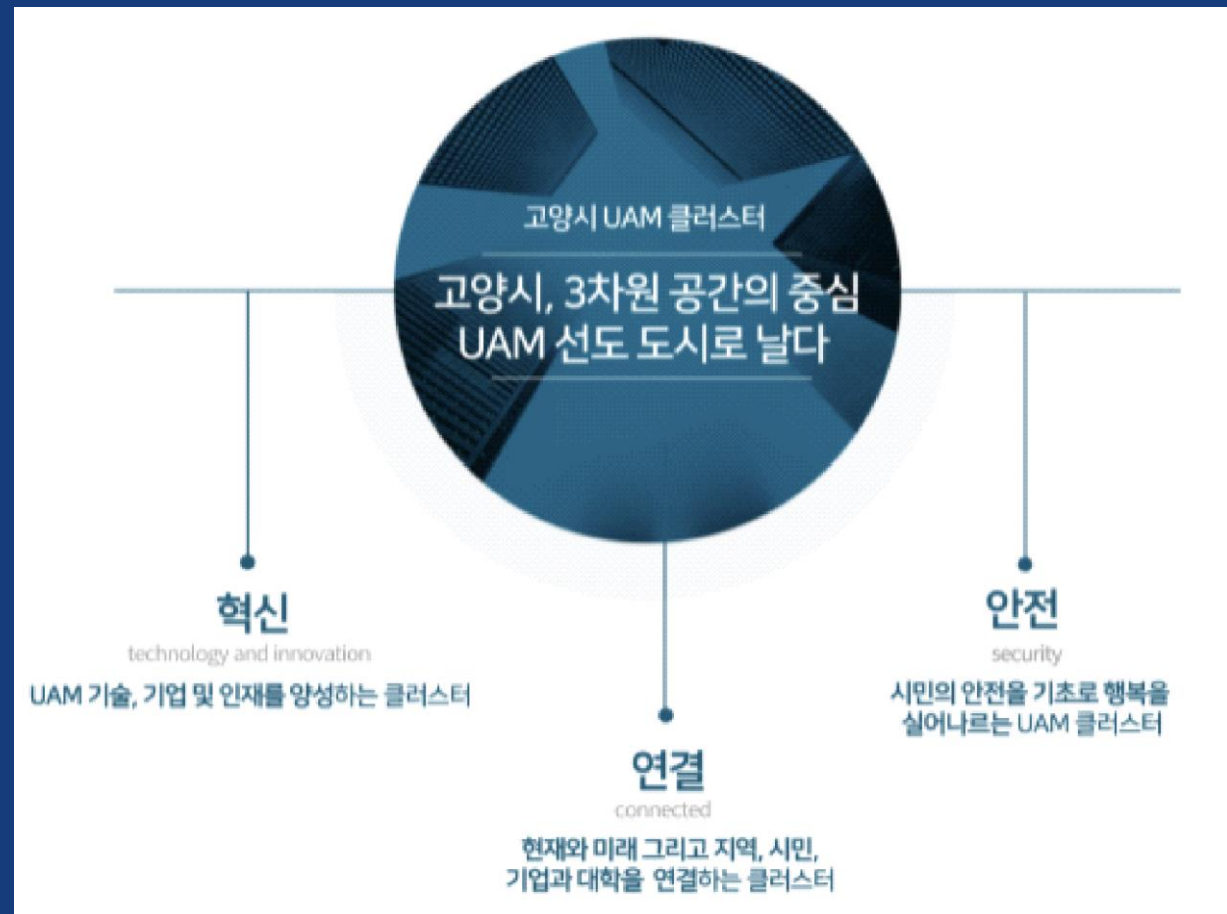 고양시 UAM 클러스터
고양시, 3차원 공간의 중심
UAM 선도 도시로 날다
혁신
technology and innovation
UAM 기술, 기업 및 인재를 양성하는 클러스터
연결
connected
현재와 미래 그리고 지역, 시민,
기업과 대학을 연결하는 클러스터
안전
security
시민의 안전을 기초로 행복을
실어나르는 UAM 클러스터